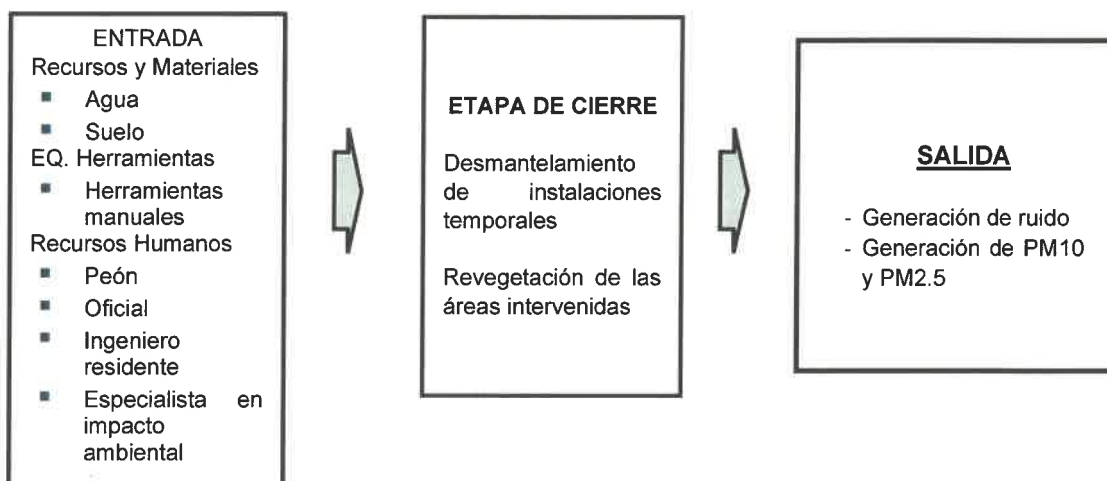 ENTRADA
Recursos y Materiales
▪ Agua
▪ Suelo
EQ. Herramientas
▪ Herramientas
manuales
Recursos Humanos
▪ Peón
▪ Oficial
▪ Ingeniero
residente
▪ Especialista en
impacto
ambiental
ETAPA DE CIERRE
Desmantelamiento
de instalaciones
temporales
Revegetación de las
áreas intervenidas
SALIDA
- Generación de ruido
- Generación de PM10
y PM2.5